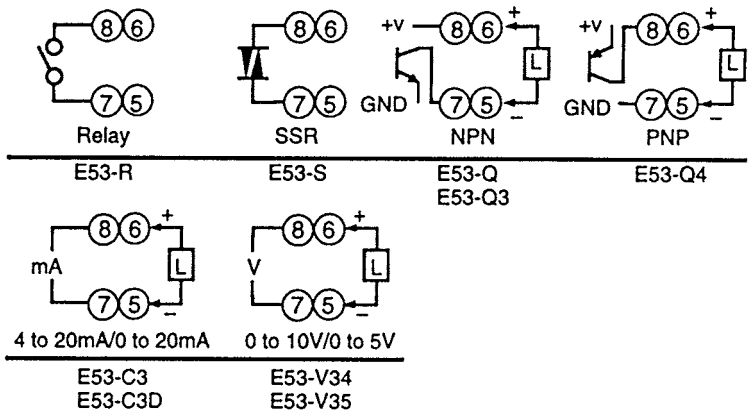 8 6
8 6
+v 8 6 +
+v 8 6 +
L
L
7 5
7 5
GND 7 5 −
GND 7 5 −
Relay
SSR
NPN
PNP
E53-R
E53-S
E53-Q
E53-Q3
E53-Q4
8 6 +
8 6 +
mA L
V L
7 5 −
7 5 −
4 to 20mA/0 to 20mA
0 to 10V/0 to 5V
E53-C3
E53-C3D
E53-V34
E53-V35